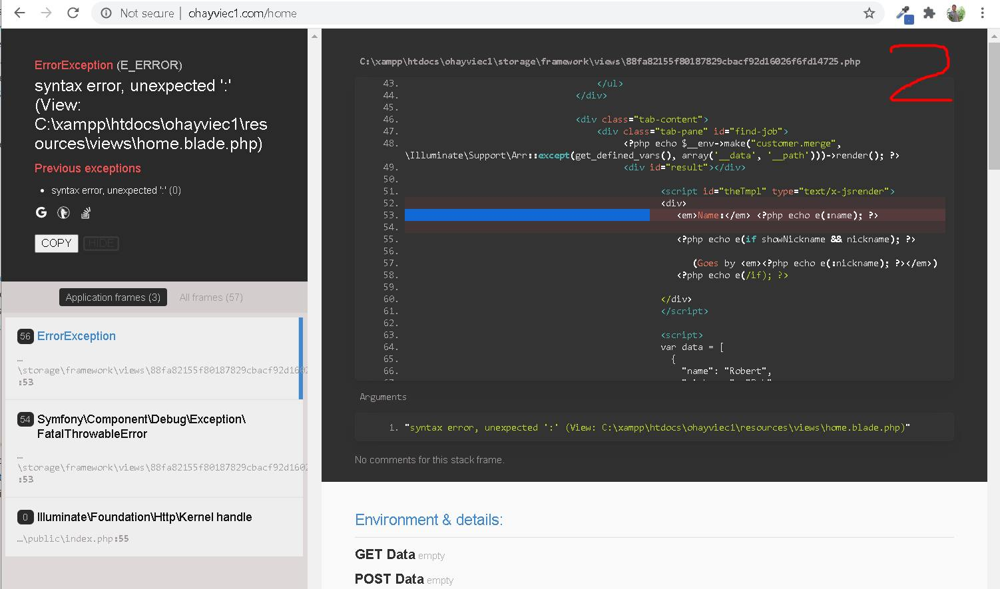 Not secure | ohayviec1.com/home
ErrorException (E_ERROR)
syntax error, unexpected ':'
(View:
C:\xampp\htdocs\ohayviec1\res
ources\views\home.blade.php)
Previous exceptions
• syntax error, unexpected ':' (0)
COPY
HIDE
Application frames (3)
All frames (57)
56 ErrorException
…
\storage\framework\views\88fa82155f80187829cbacf92d1602
:53
54 Symfony\Component\Debug\Exception\
FatalThrowableError
…
\storage\framework\views\88fa82155f80187829cbacf92d1602
:53
0 Illuminate\Foundation\Http\Kernel handle
…\public\index.php:55
C:\xampp\htdocs\ohayviec1\storage\framework\views\88fa82155f80187829cbacf92d16026f6fd14725.php
2
43. </ul>
44. </div>
45.
46. <div class="tab-content">
47. <div class="tab-pane" id="find-job">
48. <?php echo $__env->make("customer.merge",
\Illuminate\Support\Arr::except(get_defined_vars(), array('__data', '__path')))->render(); ?>
49. <div id="result"></div>
50.
51. <script id="theTmpl" type="text/x-jsrender">
52. <div>
53. <em>Name:</em> <?php echo e(:name); ?>
54.
55. <?php echo e(if showNickname && nickname); ?>
56.
57. (Goes by <em><?php echo e(:nickname); ?></em>)
58. <?php echo e(/if); ?>
59.
60. </div>
61. </script>
62.
63. <script>
64. var data = [
65. {
66. "name": "Robert",
Arguments
1. "syntax error, unexpected ':' (View: C:\xampp\htdocs\ohayviec1\resources\views\home.blade.php)"
No comments for this stack frame.
Environment & details:
GET Data empty
POST Data empty